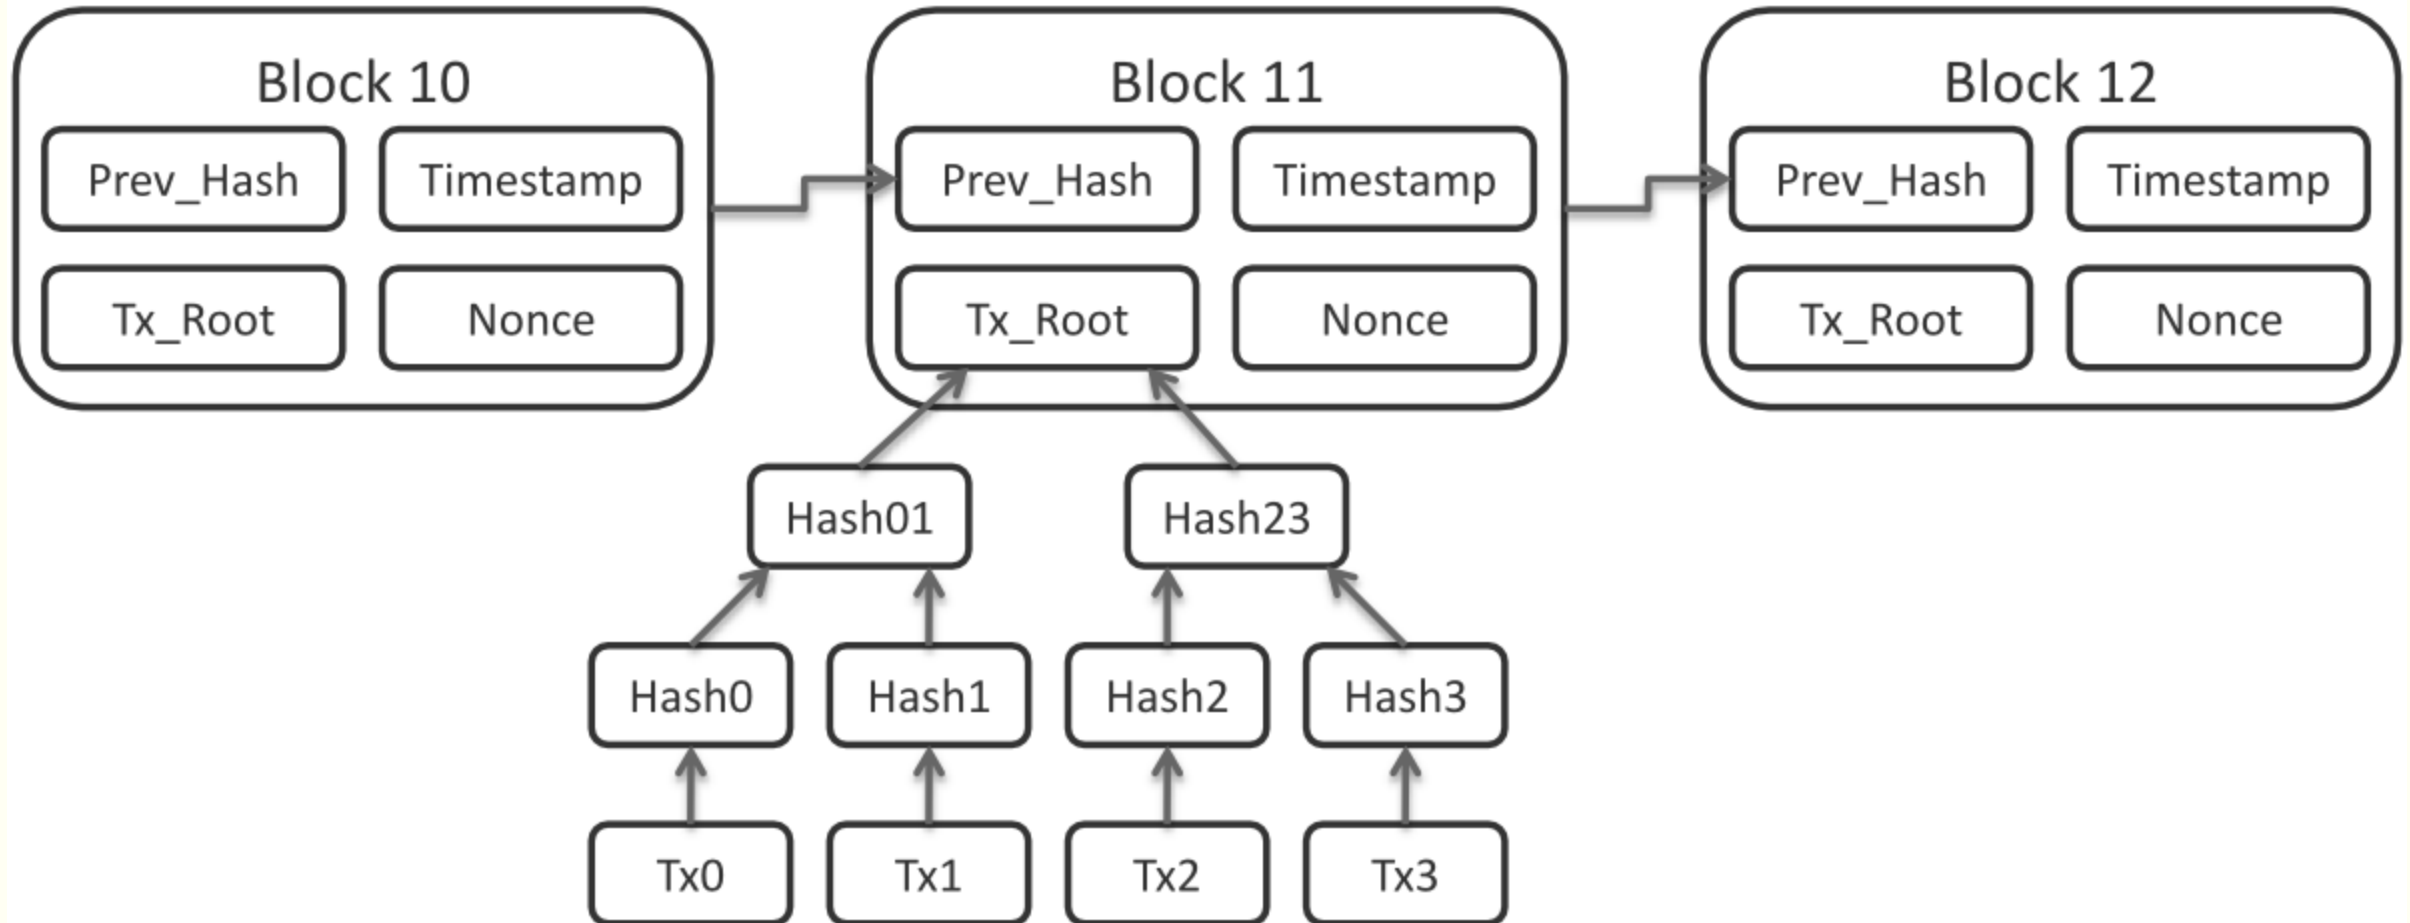 Block 10
Prev_Hash
Timestamp
Tx_Root
Nonce
Block 11
Prev_Hash
Timestamp
Tx_Root
Nonce
Block 12
Prev_Hash
Timestamp
Tx_Root
Nonce
Hash01
Hash23
Hash0
Hash1
Hash2
Hash3
Tx0
Tx1
Tx2
Tx3